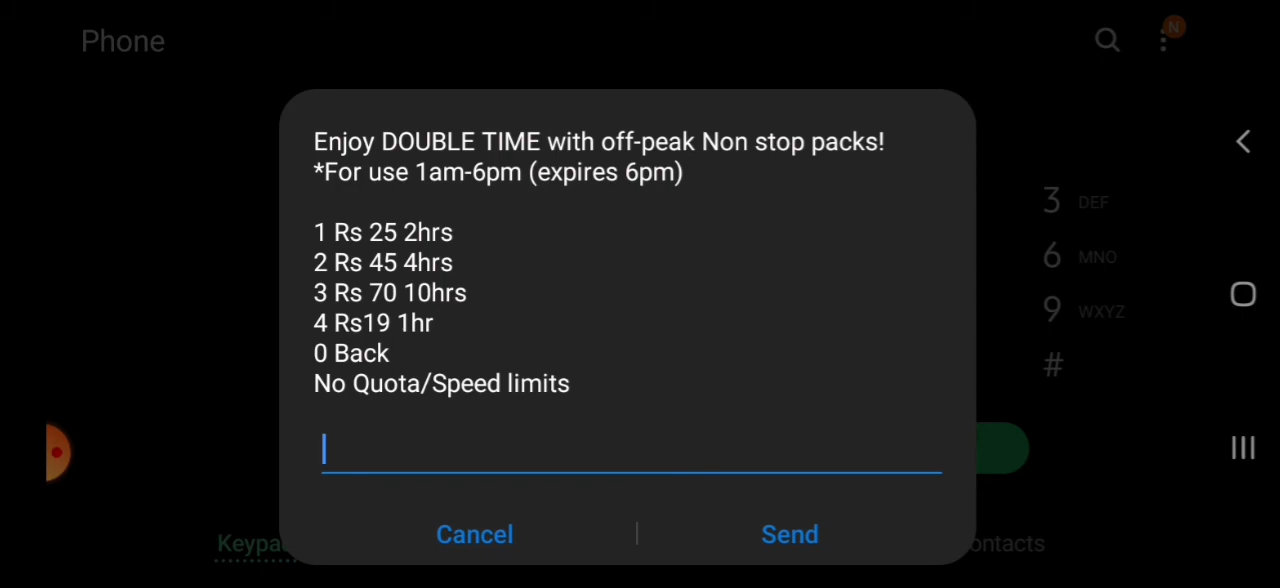 Phone
N
Enjoy DOUBLE TIME with off-peak Non stop packs!
*For use 1am-6pm (expires 6pm)
1 Rs 25 2hrs
2 Rs 45 4hrs
3 Rs 70 10hrs
4 Rs19 1hr
0 Back
No Quota/Speed limits
3 DEF
6 MNO
9 WXYZ
#
Cancel
Send
Keypa
ontacts